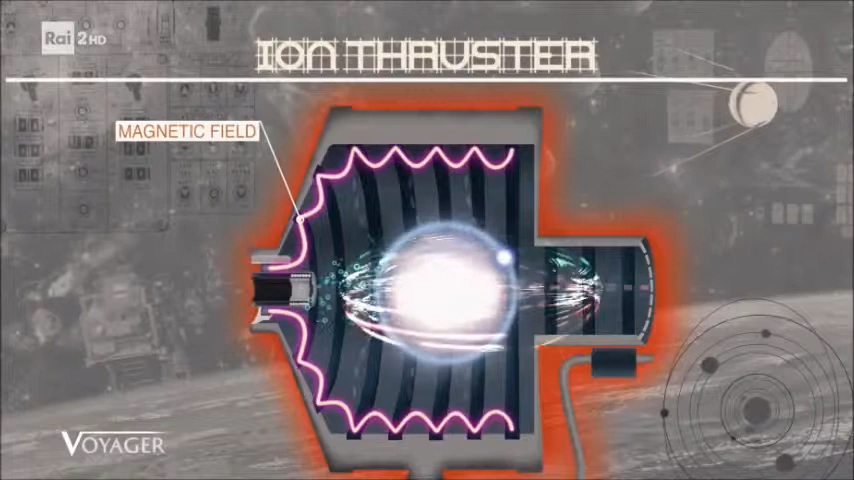 Rai 2HD
ION THRUSTER
MAGNETIC FIELD
VOYAGER